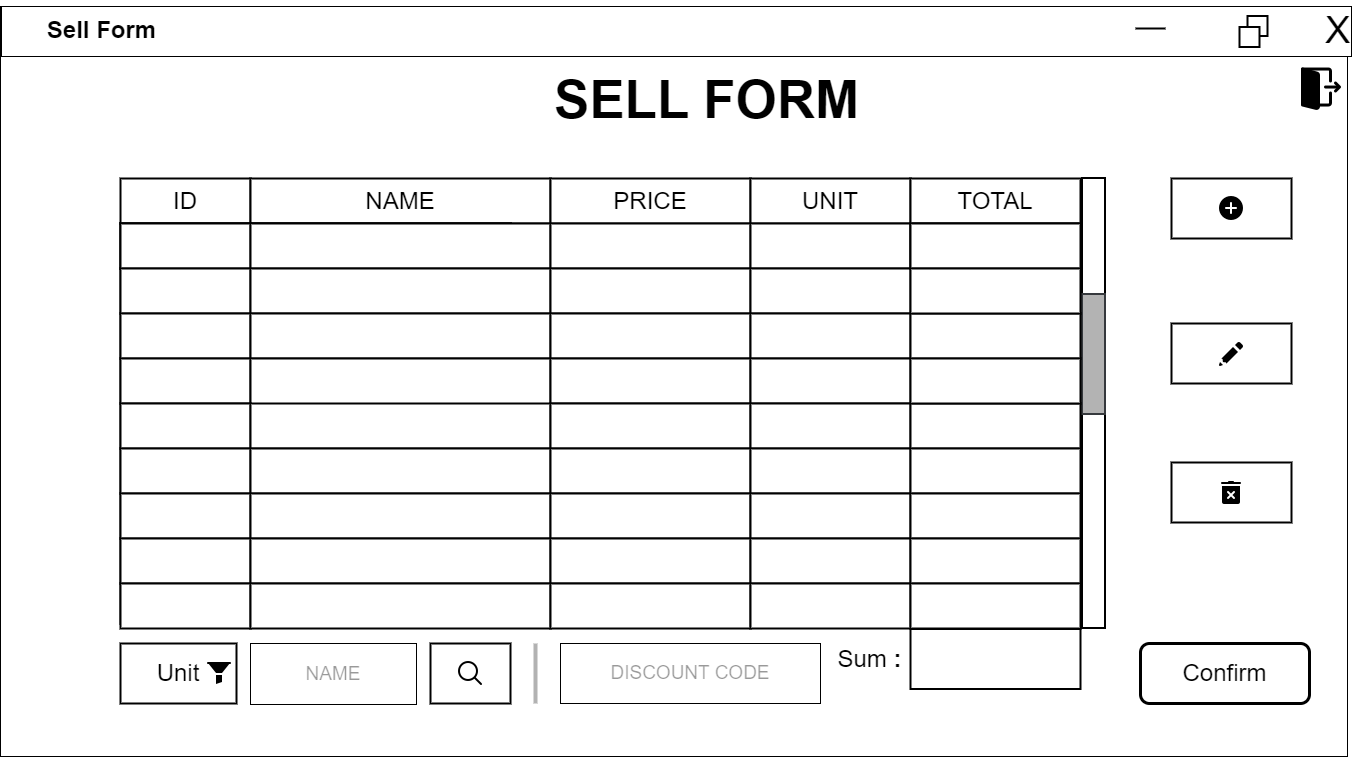 Sell Form
X
SELL FORM
ID NAME PRICE UNIT TOTAL
Unit NAME DISCOUNT CODE Sum : Confirm